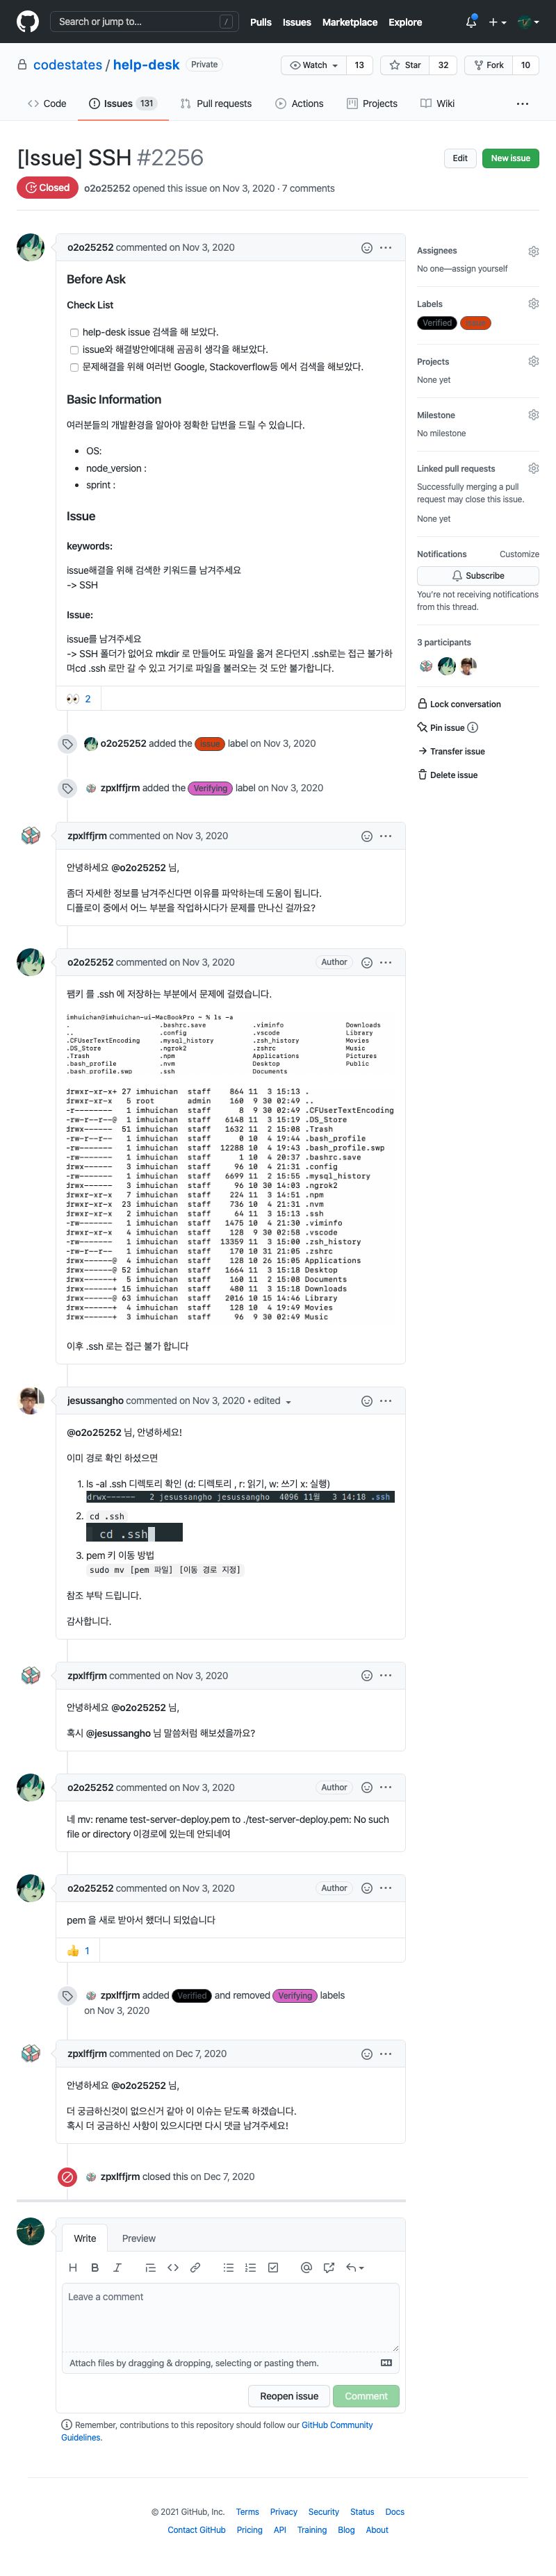 Search or jump to...
/
Pulls Issues Marketplace Explore
codestates / help-desk Private
Watch 13 Star 32 Fork 10
Code Issues 131 Pull requests Actions Projects Wiki
[Issue] SSH #2256
Edit New issue
Closed o2o25252 opened this issue on Nov 3, 2020 · 7 comments
o2o25252 commented on Nov 3, 2020
Before Ask
Check List
help-desk issue 검색을 해 보았다.
issue와 해결방안에대해 곰곰히 생각을 해보았다.
문제해결을 위해 여러번 Google, Stackoverflow등 에서 검색을 해보았다.
Basic Information
여러분들의 개발환경을 알아야 정확한 답변을 드릴 수 있습니다.
• OS:
• node_version :
• sprint :
Issue
keywords:
issue해결을 위해 검색한 키워드를 남겨주세요
-> SSH
Issue:
issue를 남겨주세요
-> SSH 폴더가 없어요 mkdir 로 만들어도 파일을 옮겨 온다던지 .ssh로는 접근 불가하
며cd .ssh 로만 갈 수 있고 거기로 파일을 불러오는 것 도안 불가합니다.
2
Assignees
No one—assign yourself
Labels
Verified Issue
Projects
None yet
Milestone
No milestone
Linked pull requests
Successfully merging a pull
request may close this issue.
None yet
Notifications Customize
Subscribe
You're not receiving notifications
from this thread.
3 participants
Lock conversation
Pin issue
Transfer issue
Delete issue
o2o25252 added the Issue label on Nov 3, 2020
zpxlffjrm added the Verifying label on Nov 3, 2020
zpxlffjrm commented on Nov 3, 2020
안녕하세요 @o2o25252 님,
좀더 자세한 정보를 남겨주신다면 이유를 파악하는데 도움이 됩니다.
디플로이 중에서 어느 부분을 작업하시다가 문제를 만나신 걸까요?
o2o25252 commented on Nov 3, 2020 Author
팸키 를 .ssh 에 저장하는 부분에서 문제에 걸렸습니다.
imhuichan@imhuichan-ui-MacBookPro ~ % ls -a
. .bashrc.save .viminfo Downloads
.. .config .vscode Library
.CFUserTextEncoding .mysql_history .zsh_history Movies
.DS_Store .ngrok2 .zshrc Music
.Trash .npm Applications Pictures
.bash_profile .nvm Desktop Public
.bash_profile.swp .ssh Documents
drwxr-xr-x+ 27 imhuichan staff 864 11 3 15:13 .
drwxr-xr-x 5 root admin 160 9 30 02:49 ..
-r-------- 1 imhuichan staff 8 9 30 02:49 .CFUserTextEncoding
-rw-r--r--@ 1 imhuichan staff 6148 11 3 15:19 .DS_Store
drwx------ 51 imhuichan staff 1632 11 2 15:08 .Trash
-rw-r--r-- 1 imhuichan staff 0 10 4 19:44 .bash_profile
-rw------- 1 imhuichan staff 12288 10 4 19:43 .bash_profile.swp
-rw------- 1 imhuichan staff 1 10 4 20:37 .bashrc.save
drwx------ 3 imhuichan staff 96 10 4 21:31 .config
-rw------- 1 imhuichan staff 6699 11 2 15:55 .mysql_history
drwx------ 3 imhuichan staff 96 10 30 14:03 .ngrok2
drwxr-xr-x 7 imhuichan staff 224 11 3 14:51 .npm
drwxr-xr-x 23 imhuichan staff 736 10 4 21:31 .nvm
drwxr-xr-x 2 imhuichan staff 64 11 3 15:13 .ssh
-rw------- 1 imhuichan staff 1475 10 4 21:30 .viminfo
drwxr-xr-x 4 imhuichan staff 128 9 30 02:58 .vscode
-rw------- 1 imhuichan staff 13359 11 3 15:00 .zsh_history
-rw-r--r-- 1 imhuichan staff 170 10 31 21:05 .zshrc
drwx------@ 4 imhuichan staff 128 10 26 15:05 Applications
drwx------@ 52 imhuichan staff 1664 11 3 15:18 Desktop
drwx------+ 5 imhuichan staff 160 11 2 15:08 Documents
drwx------+ 15 imhuichan staff 480 11 3 15:18 Downloads
drwx------@ 63 imhuichan staff 2016 10 15 14:46 Library
drwx------+ 4 imhuichan staff 128 10 4 19:49 Movies
drwx------+ 3 imhuichan staff 96 9 30 02:49 Music
이후 .ssh 로는 접근 불가 합니다
jesussangho commented on Nov 3, 2020 • edited
@o2o25252 님, 안녕하세요!
이미 경로 확인 하셨으면
1. ls -al .ssh 디렉토리 확인 (d: 디렉토리 , r: 읽기, w: 쓰기 x: 실행)
drwx------ 2 jesussangho jesussangho 4096 11월 3 14:18 .ssh
2. cd .ssh
cd .ssh
3. pem 키 이동 방법
sudo mv [pem 파일] [이동 경로 지정]
참조 부탁 드립니다.
감사합니다.
zpxlffjrm commented on Nov 3, 2020
안녕하세요 @o2o25252 님,
혹시 @jesussangho 님 말씀처럼 해보셨을까요?
o2o25252 commented on Nov 3, 2020 Author
네 mv: rename test-server-deploy.pem to ./test-server-deploy.pem: No such
file or directory 이경로에 있는데 안되네여
o2o25252 commented on Nov 3, 2020 Author
pem 을 새로 받아서 했더니 되었습니다
1
zpxlffjrm added Verified and removed Verifying labels
on Nov 3, 2020
zpxlffjrm commented on Dec 7, 2020
안녕하세요 @o2o25252 님,
더 궁금하신것이 없으신거 같아 이 이슈는 닫도록 하겠습니다.
혹시 더 궁금하신 사항이 있으시다면 다시 댓글 남겨주세요!
zpxlffjrm closed this on Dec 7, 2020
Write Preview
Leave a comment
Attach files by dragging & dropping, selecting or pasting them.
Reopen issue Comment
Remember, contributions to this repository should follow our GitHub Community
Guidelines.
© 2021 GitHub, Inc. Terms Privacy Security Status Docs
Contact GitHub Pricing API Training Blog About